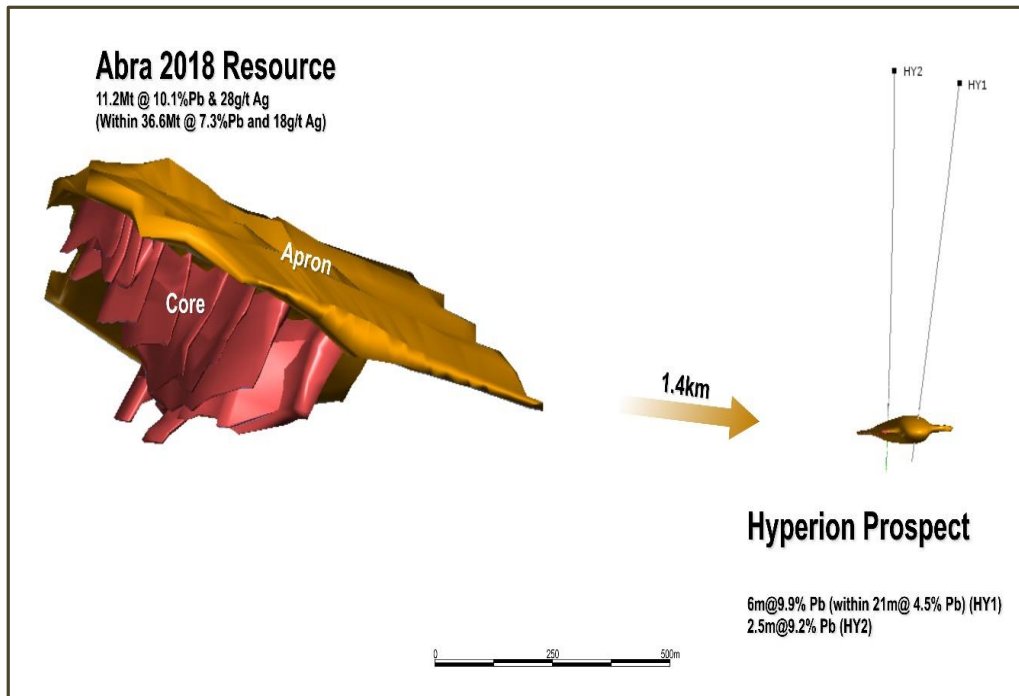 Abra 2018 Resource
11.2Mt @ 10.1%Pb & 28g/t Ag
(Within 36.6Mt @ 7.3%Pb and 18g/t Ag)
HY2
HY1
Apron
Core
1.4km
Hyperion Prospect
6m@9.9% Pb (within 21m@ 4.5% Pb) (HY1)
2.5m@9.2% Pb (HY2)
0 250 500m